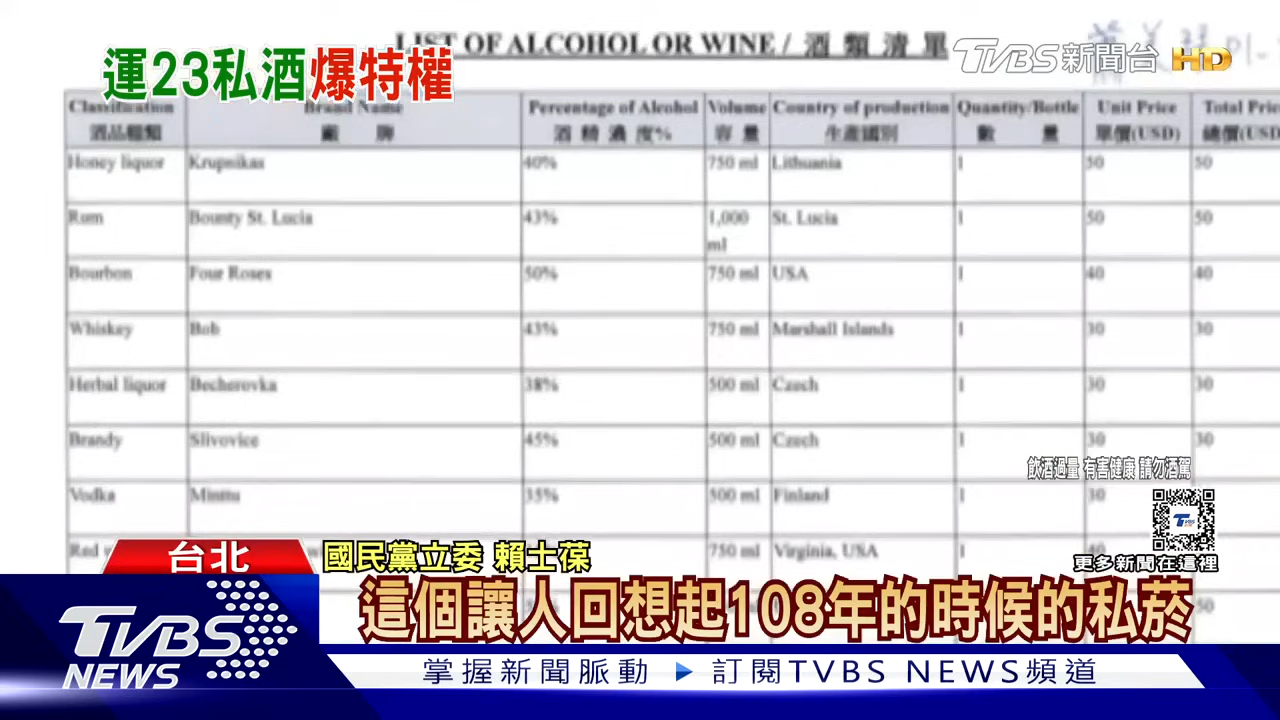 LIST OF ALCOHOL OR WINE / 酒類清單
TVBS新聞台 HD
運23私酒爆特權
Classification Brand Name Percentage of Alcohol Volume Country of production Quantity/Bottle Unit Price Total Pric
酒品種類 廠牌 酒精濃度% 容量 生產國別 數量 單價(USD) 總價(USD
Honey liquor Krupnikas 40% 750 ml Lithuania 1 50 50
Rum Bounty St. Lucia 43% 1,000 ml St. Lucia 1 50 50
Bourbon Four Roses 50% 750 ml USA 1 40 40
Whiskey Bob 43% 750 ml Marshall Islands 1 30 30
Herbal liquor Becherovka 38% 500 ml Czech 1 30 30
Brandy Slivovice 45% 500 ml Czech 1 30 30
飲酒過量 有害健康 請勿酒駕
Vodka Minttu 35% 500 ml Finland 1 30
Red 750 ml Virginia, USA 1 40
更多新聞在這裡
台北
國民黨立委 賴士葆
這個讓人回想起108年的時候的私菸
TVBS NEWS
掌握新聞脈動 ▶ 訂閱TVBS NEWS頻道